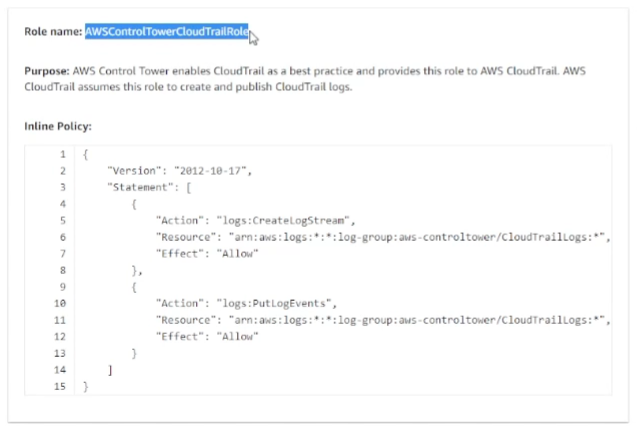 Role name: AWSControlTowerCloudTrailRole
Purpose: AWS Control Tower enables CloudTrail as a best practice and provides this role to AWS CloudTrail. AWS
CloudTrail assumes this role to create and publish CloudTrail logs.
Inline Policy:
1 {
2 "Version": "2012-10-17",
3 "Statement": [
4 {
5 "Action": "logs:CreateLogStream",
6 "Resource": "arn:aws:logs:*:*:log-group:aws-controltower/CloudTrailLogs:*",
7 "Effect": "Allow"
8 },
9 {
10 "Action": "logs:PutLogEvents",
11 "Resource": "arn:aws:logs:*:*:log-group:aws-controltower/CloudTrailLogs:*",
12 "Effect": "Allow"
13 }
14 ]
15 }